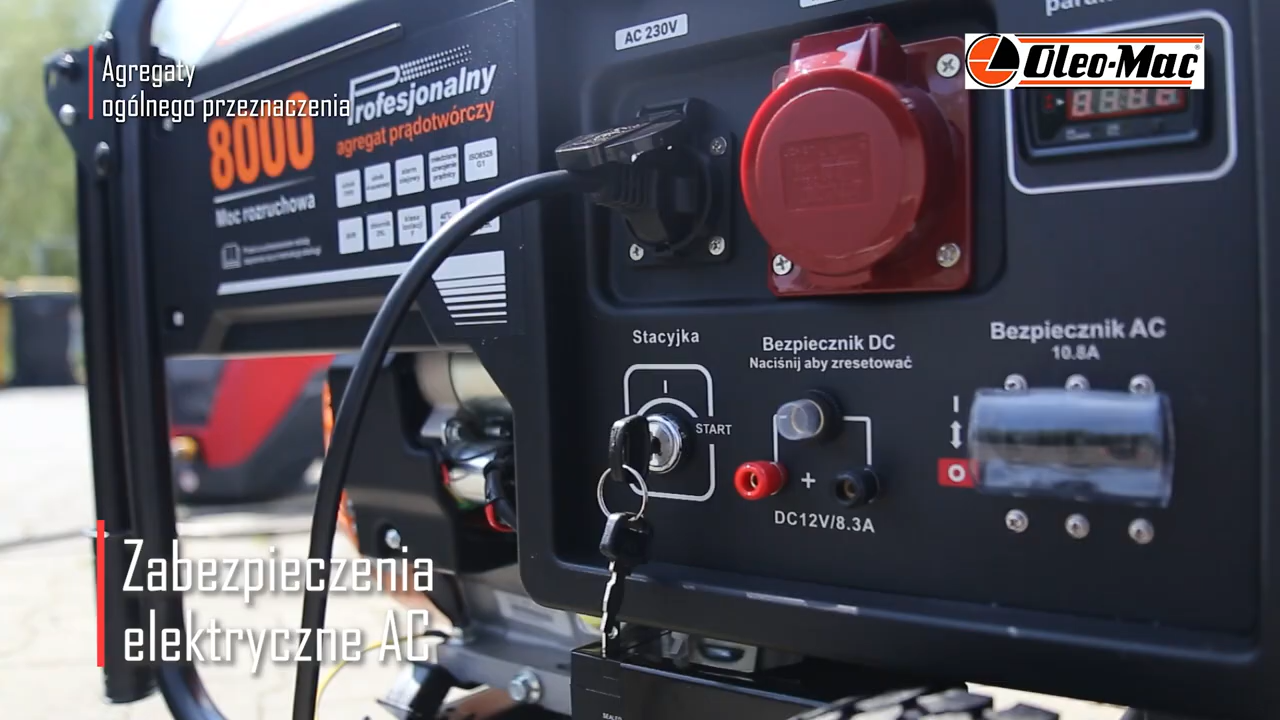 Agregaty
ogólnego przeznaczenia
Oleo-Mac
AC 230V
Profesjonalny
agregat prądotwórczy
8000
Moc rozruchowa
Stacyjka
START
Bezpiecznik DC
Naciśnij aby zresetować
+
DC12V/8.3A
Bezpiecznik AC
10.8A
I
O
Zabezpieczenia
elektryczne AC